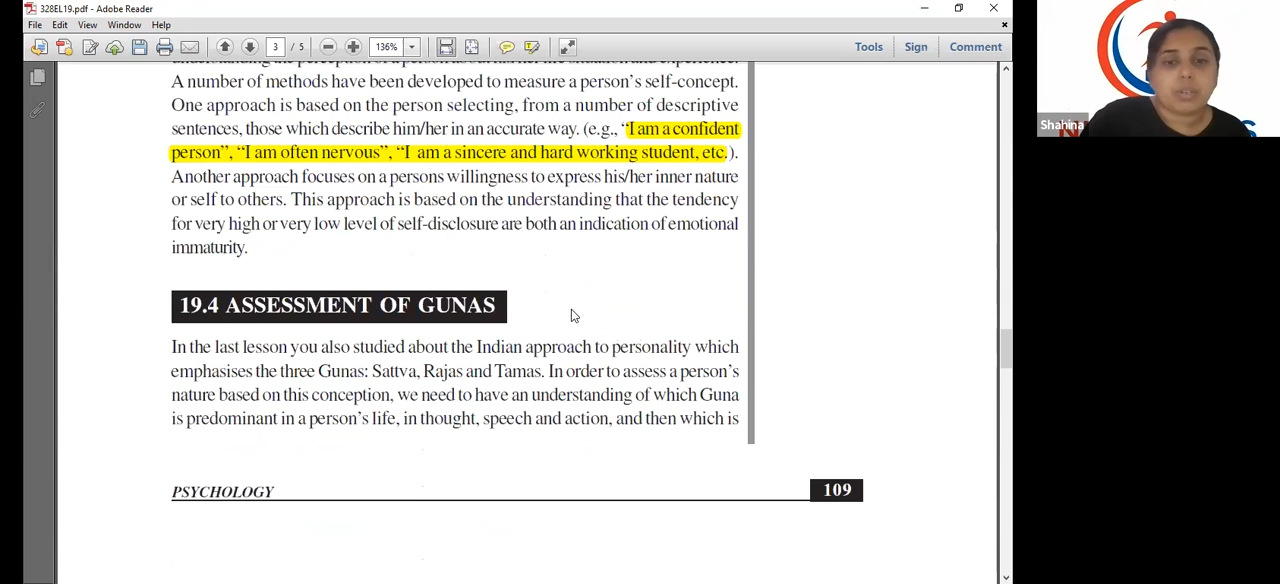 328EL19.pdf - Adobe Reader
File Edit View Window Help
3 / 5 136% Tools Sign Comment
understanding the perception of a person
A number of methods have been developed to measure a person's self-concept.
One approach is based on the person selecting, from a number of descriptive
sentences, those which describe him/her in an accurate way. (e.g., “I am a confident
person”, “I am often nervous”, “I am a sincere and hard working student, etc.).
Another approach focuses on a persons willingness to express his/her inner nature
or self to others. This approach is based on the understanding that the tendency
for very high or very low level of self-disclosure are both an indication of emotional
immaturity.
19.4 ASSESSMENT OF GUNAS
In the last lesson you also studied about the Indian approach to personality which
emphasises the three Gunas: Sattva, Rajas and Tamas. In order to assess a person's
nature based on this conception, we need to have an understanding of which Guna
is predominant in a person's life, in thought, speech and action, and then which is
PSYCHOLOGY 109
Shahina